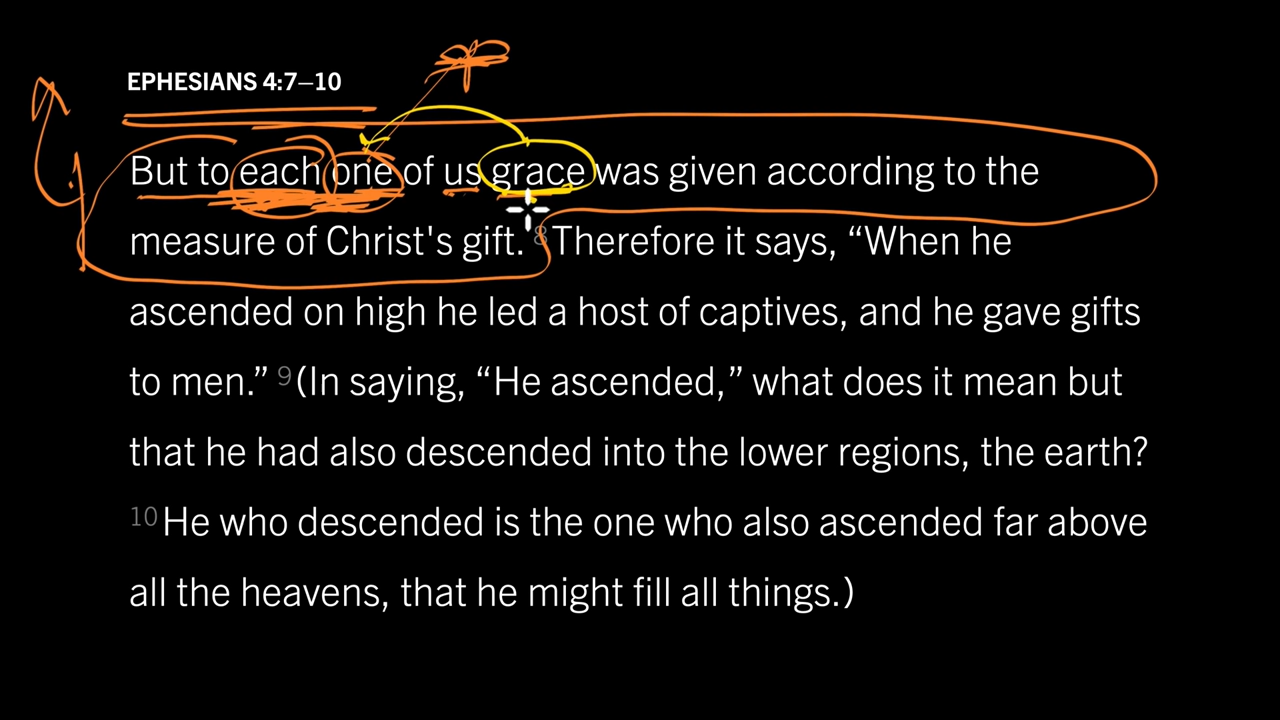 EPHESIANS 4:7–10
But to each one of us grace was given according to the
measure of Christ's gift. 8 Therefore it says, “When he
ascended on high he led a host of captives, and he gave gifts
to men.” 9 (In saying, “He ascended,” what does it mean but
that he had also descended into the lower regions, the earth?
10 He who descended is the one who also ascended far above
all the heavens, that he might fill all things.)